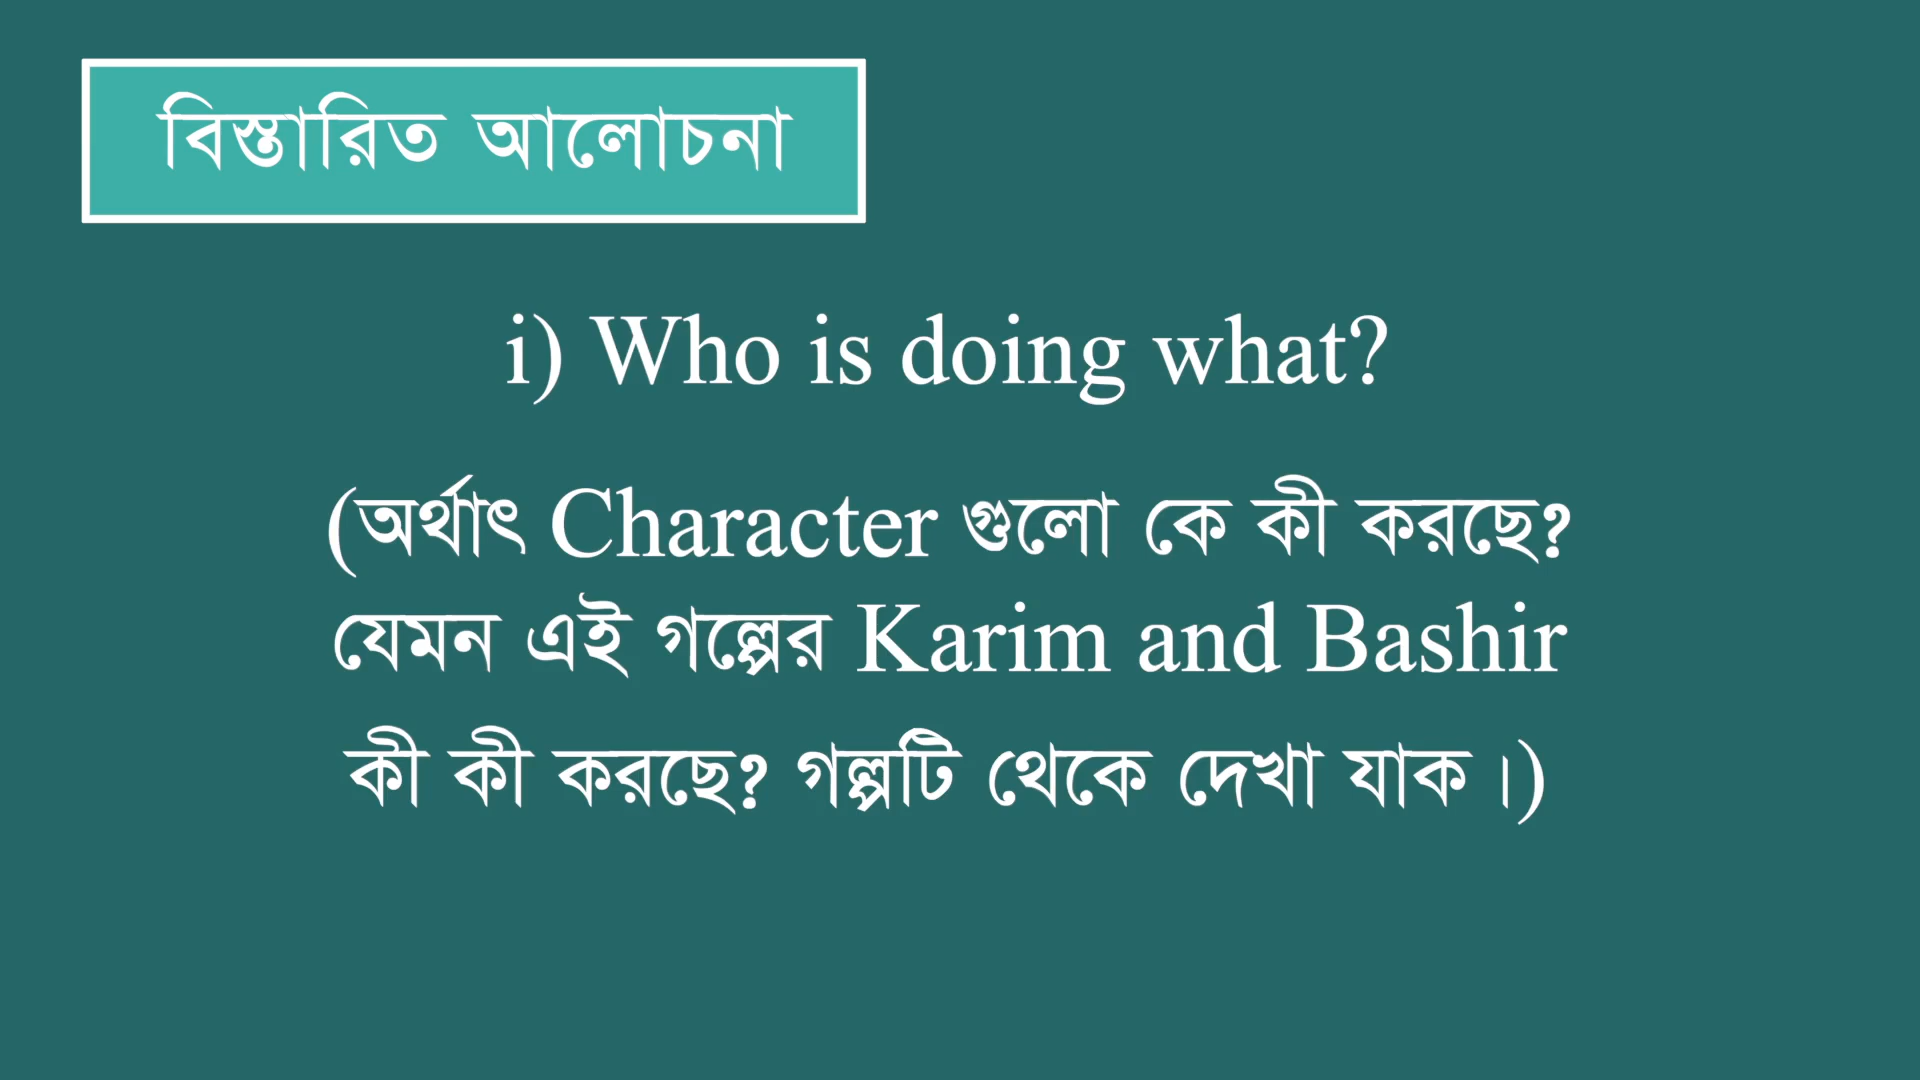 বিস্তারিত আলোচনা
i) Who is doing what?
(অর্থাৎ Character গুলো কে কী করছে?
যেমন এই গল্পের Karim and Bashir
কী কী করছে? গল্পটি থেকে দেখা যাক।)